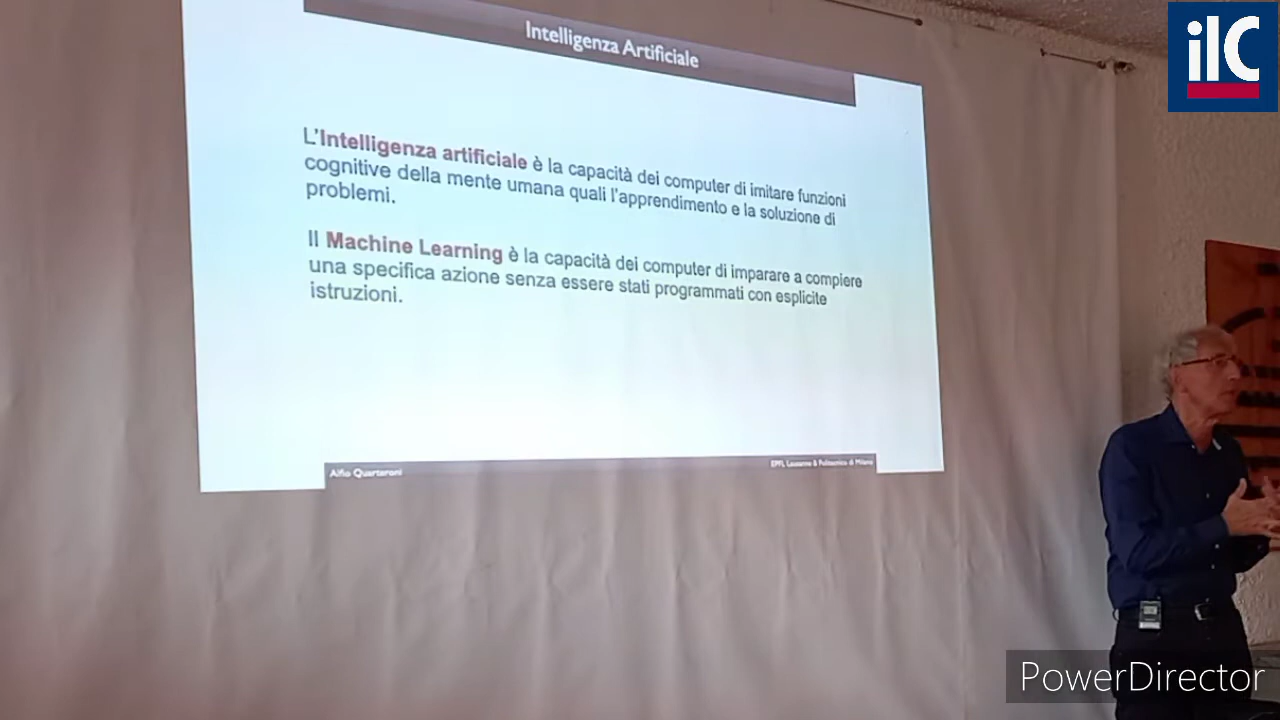 Intelligenza Artificiale
ilC
L'Intelligenza artificiale è la capacità dei computer di imitare funzioni
cognitive della mente umana quali l'apprendimento e la soluzione di
problemi.
Il Machine Learning è la capacità dei computer di imparare a compiere
una specifica azione senza essere stati programmati con esplicite
istruzioni.
Alfio Quarteroni
EPFL, Lausanne & Politecnico di Milano
PowerDirector